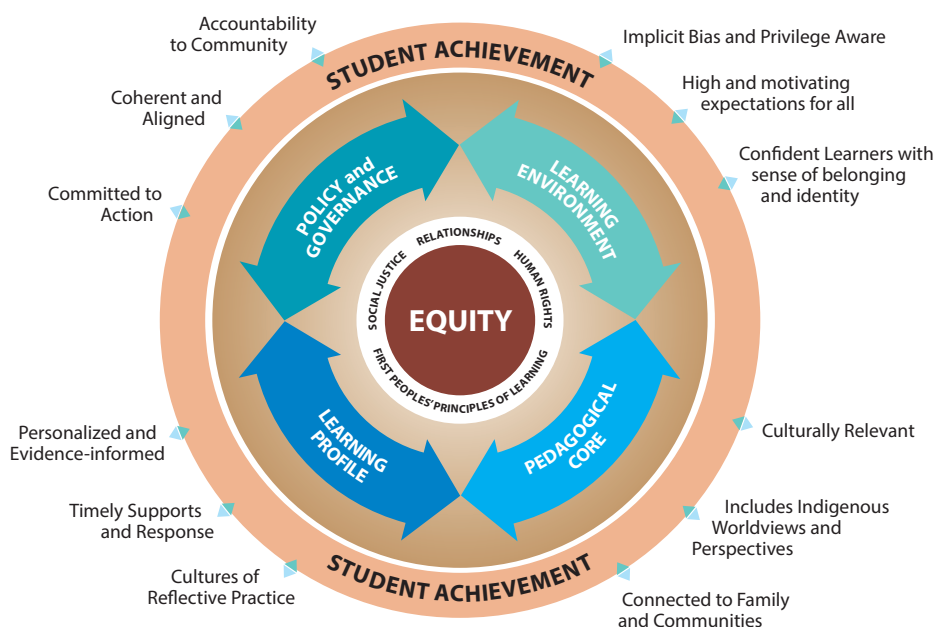 STUDENT ACHIEVEMENT
Accountability
to Community
Coherent and
Aligned
Committed to
Action
Implicit Bias and Privilege Aware
High and motivating
expectations for all
Confident Learners with
sense of belonging
and identity
POLICY and
GOVERNANCE
LEARNING
ENVIRONMENT
RELATIONSHIPS
SOCIAL JUSTICE
HUMAN RIGHTS
EQUITY
FIRST PEOPLES' PRINCIPLES OF LEARNING
LEARNING
PROFILE
PEDAGOGICAL
CORE
Personalized and
Evidence-informed
Timely Supports
and Response
Cultures of
Reflective Practice
Culturally Relevant
Includes Indigenous
Worldviews and
Perspectives
Connected to Family
and Communities
STUDENT ACHIEVEMENT